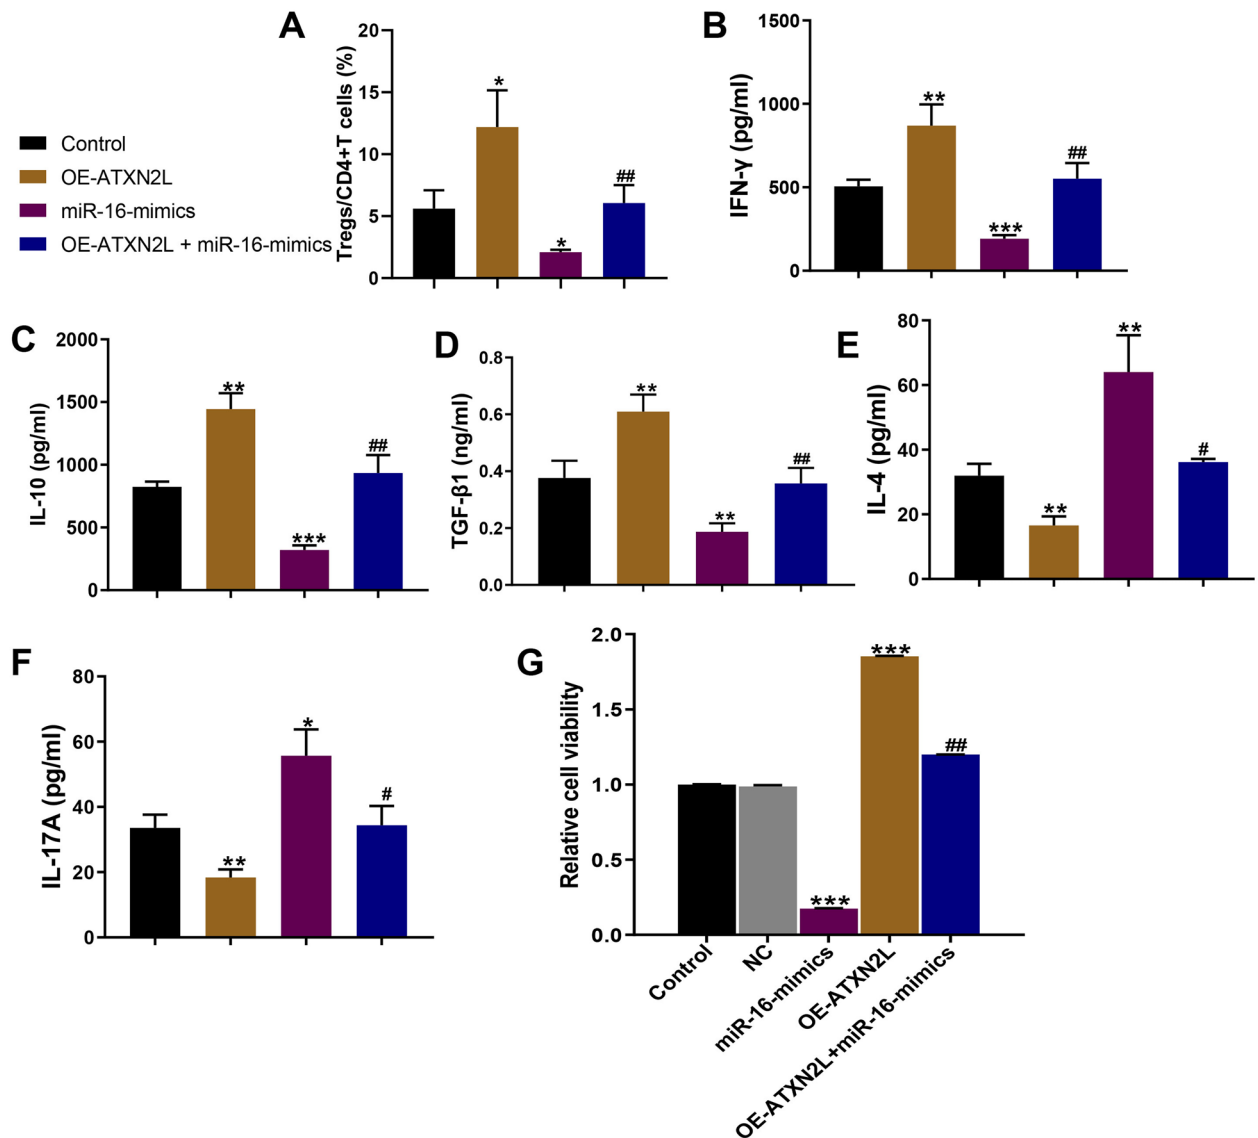 A
Tregs/CD4+T cells (%)
20
15
10
5
0
*
*
##
B
IFN-γ (pg/ml)
1500
1000
500
0
**
***
##
Control
OE-ATXN2L
miR-16-mimics
OE-ATXN2L + miR-16-mimics
C
IL-10 (pg/ml)
2000
1500
1000
500
0
**
***
##
D
TGF-β1 (ng/ml)
0.8
0.6
0.4
0.2
0.0
**
**
##
E
IL-4 (pg/ml)
80
60
40
20
0
**
**
#
F
IL-17A (pg/ml)
80
60
40
20
0
**
*
#
G
Relative cell viability
2.0
1.5
1.0
0.5
0.0
***
***
##
Control
NC
miR-16-mimics
OE-ATXN2L
OE-ATXN2L+miR-16-mimics